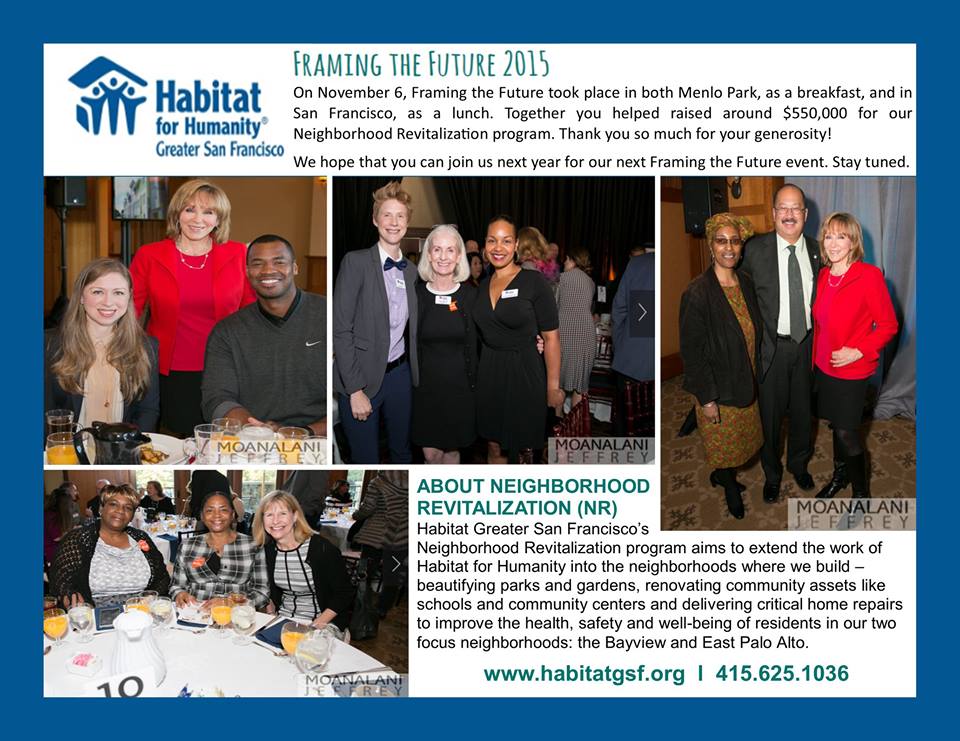 Habitat
for Humanity®
Greater San Francisco
FRAMING THE FUTURE 2015
On November 6, Framing the Future took place in both Menlo Park, as a breakfast, and in
San Francisco, as a lunch. Together you helped raised around $550,000 for our
Neighborhood Revitalization program. Thank you so much for your generosity!
We hope that you can join us next year for our next Framing the Future event. Stay tuned.
MOANALANI
JEFFREY
MOANALANI
JEFFREY
MOANALANI
JEFFREY
ABOUT NEIGHBORHOOD
REVITALIZATION (NR)
Habitat Greater San Francisco’s
Neighborhood Revitalization program aims to extend the work of
Habitat for Humanity into the neighborhoods where we build –
beautifying parks and gardens, renovating community assets like
schools and community centers and delivering critical home repairs
to improve the health, safety and well-being of residents in our two
focus neighborhoods: the Bayview and East Palo Alto.
www.habitatgsf.org I 415.625.1036
10
MOANALANI
JEFFREY